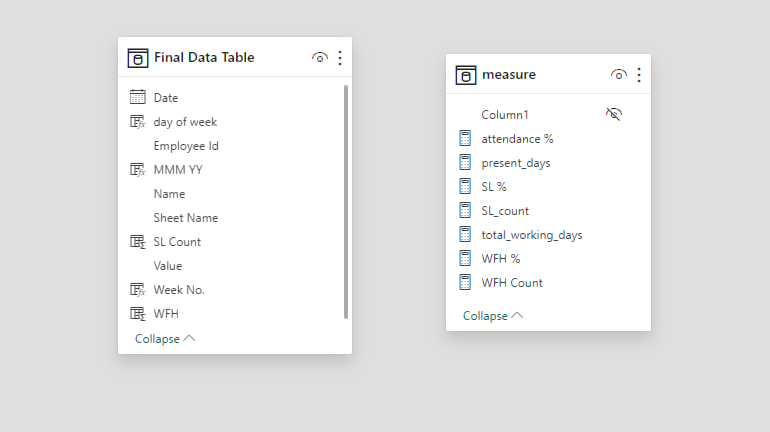 Final Data Table
Date
day of week
Employee Id
MMM YY
Name
Sheet Name
SL Count
Value
Week No.
WFH
Collapse
measure
Column1
attendance %
present_days
SL %
SL_count
total_working_days
WFH %
WFH Count
Collapse